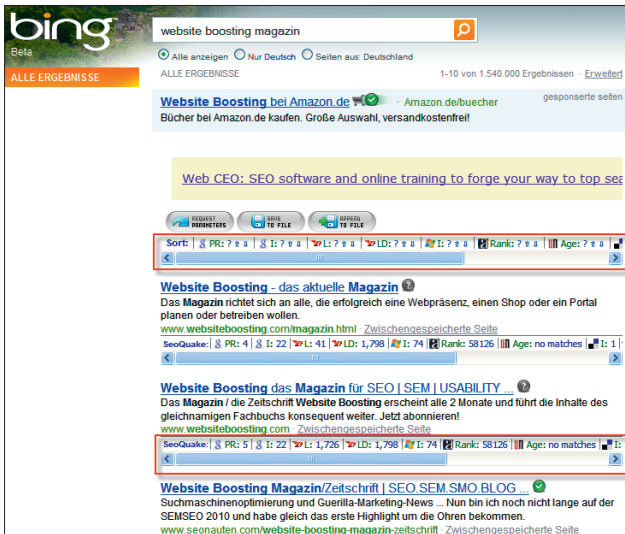 bing
Beta
website boosting magazin
Alle anzeigen Nur Deutsch Seiten aus: Deutschland
ALLE ERGEBNISSE
ALLE ERGEBNISSE 1-10 von 1.540.000 Ergebnissen · Erweitert
Website Boosting bei Amazon.de · Amazon.de/buecher gesponserte seiten
Bücher bei Amazon.de kaufen. Große Auswahl, versandkostenfrei!
Web CEO: SEO software and online training to forge your way to top sea
REQUEST PARAMETERS SAVE TO FILE APPEND TO FILE
Sort: PR: ? | I: ? | L: ? | LD: ? | I: ? | Rank: ? | Age: ? |
Website Boosting - das aktuelle Magazin
Das Magazin richtet sich an alle, die erfolgreich eine Webpräsenz, einen Shop oder ein Portal
planen oder betreiben wollen.
www.websiteboosting.com/magazin.html · Zwischengespeicherte Seite
SeoQuake: PR: 4 | I: 22 | L: 41 | LD: 1,798 | I: 74 | Rank: 58126 | Age: no matches | I: 1 |
Website Boosting das Magazin für SEO | SEM | USABILITY ...
Das Magazin / die Zeitschrift Website Boosting erscheint alle 2 Monate und führt die Inhalte des
gleichnamigen Fachbuchs konsequent weiter. Jetzt abonnieren!
www.websiteboosting.com · Zwischengespeicherte Seite
SeoQuake: PR: 5 | I: 22 | L: 1,726 | LD: 1,798 | I: 74 | Rank: 58126 | Age: no matches | I:
Website Boosting Magazin/Zeitschrift | SEO.SEM.SMO.BLOG ...
Suchmaschinenoptimierung und Guerilla-Marketing-News ... Nun bin ich noch nicht lange auf der
SEMSEO 2010 und habe gleich das erste Highlight um die Ohren bekommen.
www.seonauten.com/website-boosting-magazin-zeitschrift · Zwischengespeicherte Seite